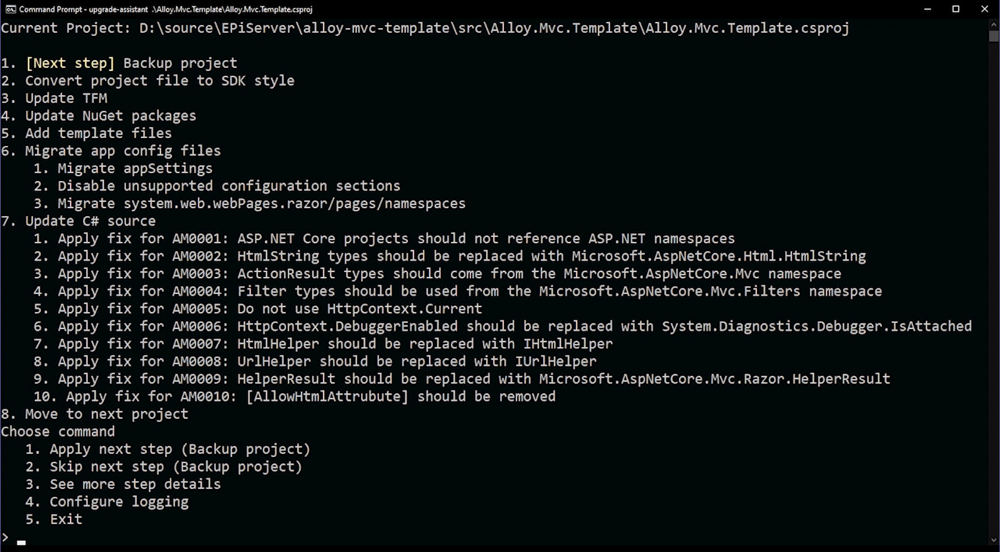 Command Prompt - upgrade-assistant .\Alloy.Mvc.Template\Alloy.Mvc.Template.csproj
Current Project: D:\source\EPiServer\alloy-mvc-template\src\Alloy.Mvc.Template\Alloy.Mvc.Template.csproj
1. [Next step] Backup project
2. Convert project file to SDK style
3. Update TFM
4. Update NuGet packages
5. Add template files
6. Migrate app config files
1. Migrate appSettings
2. Disable unsupported configuration sections
3. Migrate system.web.webPages.razor/pages/namespaces
7. Update C# source
1. Apply fix for AM0001: ASP.NET Core projects should not reference ASP.NET namespaces
2. Apply fix for AM0002: HtmlString types should be replaced with Microsoft.AspNetCore.Html.HtmlString
3. Apply fix for AM0003: ActionResult types should come from the Microsoft.AspNetCore.Mvc namespace
4. Apply fix for AM0004: Filter types should be used from the Microsoft.AspNetCore.Mvc.Filters namespace
5. Apply fix for AM0005: Do not use HttpContext.Current
6. Apply fix for AM0006: HttpContext.DebuggerEnabled should be replaced with System.Diagnostics.Debugger.IsAttached
7. Apply fix for AM0007: HtmlHelper should be replaced with IHtmlHelper
8. Apply fix for AM0008: UrlHelper should be replaced with IUrlHelper
9. Apply fix for AM0009: HelperResult should be replaced with Microsoft.AspNetCore.Mvc.Razor.HelperResult
10. Apply fix for AM0010: [AllowHtmlAttrubute] should be removed
8. Move to next project
Choose command
1. Apply next step (Backup project)
2. Skip next step (Backup project)
3. See more step details
4. Configure logging
5. Exit
>